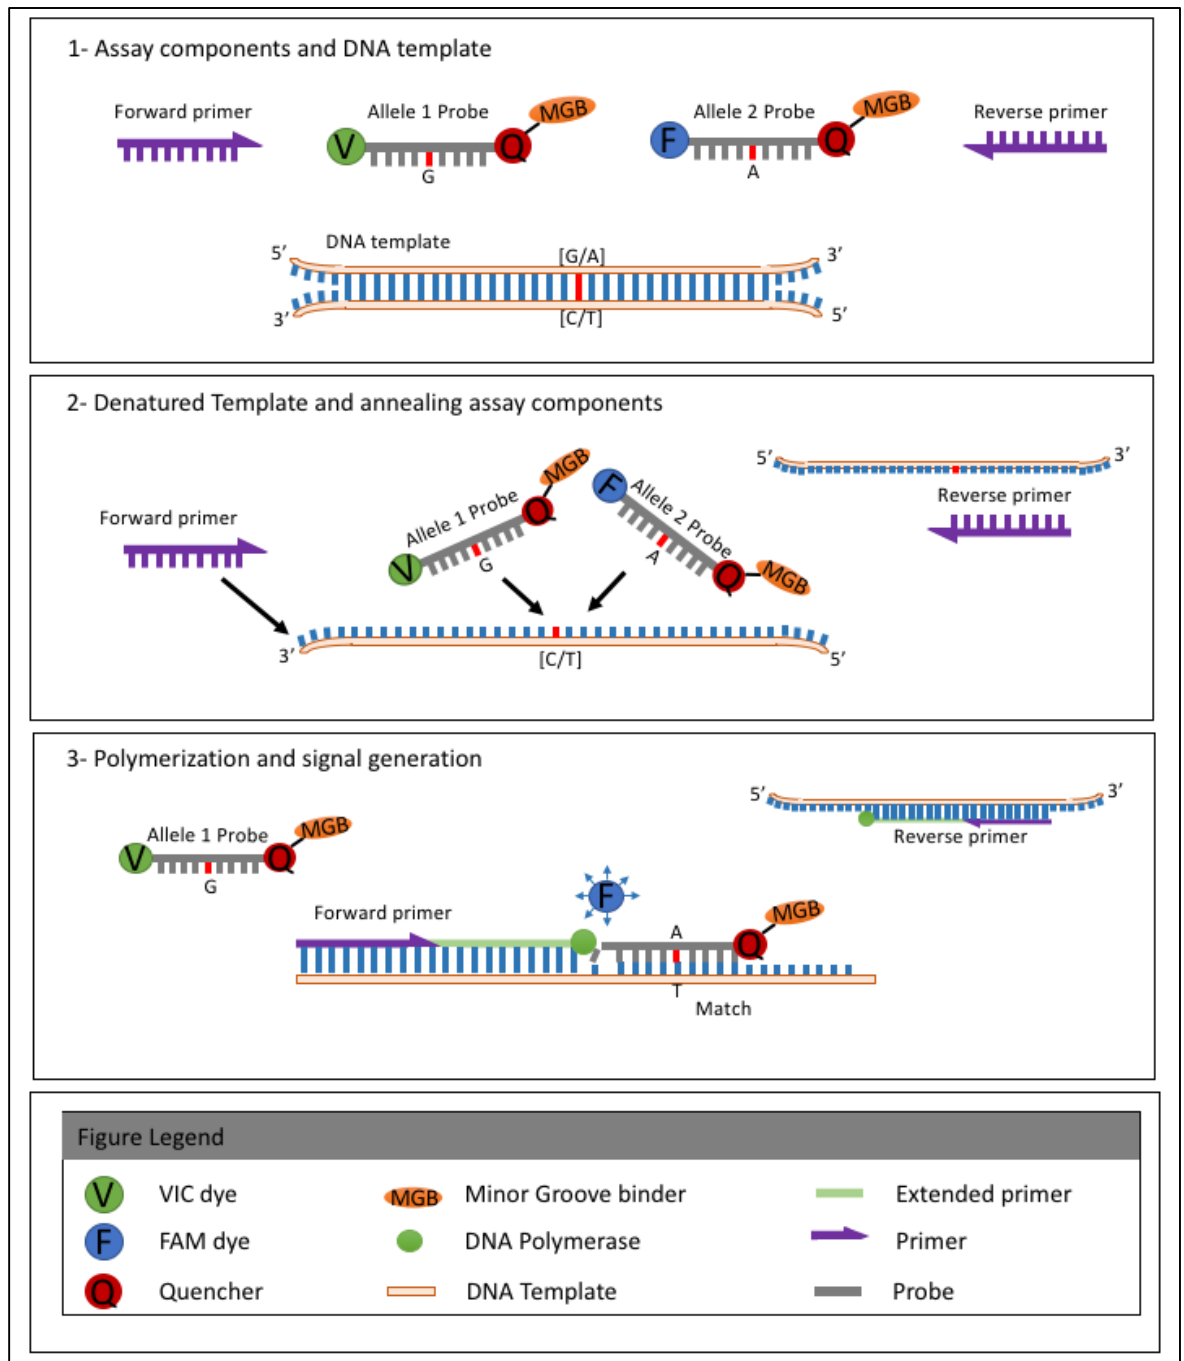 1- Assay components and DNA template
Forward primer
Allele 1 Probe
MGB
Allele 2 Probe
MGB
Reverse primer
V
Q
F
Q
G
A
DNA template
5’
[G/A]
3’
3’
[C/T]
5’
2- Denatured Template and annealing assay components
Forward primer
V
Allele 1 Probe
Q
MGB
G
F
Allele 2 Probe
Q
MGB
A
5’
3’
Reverse primer
3’
[C/T]
5’
3- Polymerization and signal generation
Allele 1 Probe
MGB
V
Q
G
5’
3’
Reverse primer
Forward primer
F
A
Q
MGB
T
Match
Figure Legend
V VIC dye
MGB Minor Groove binder
Extended primer
F FAM dye
DNA Polymerase
Primer
Q Quencher
DNA Template
Probe